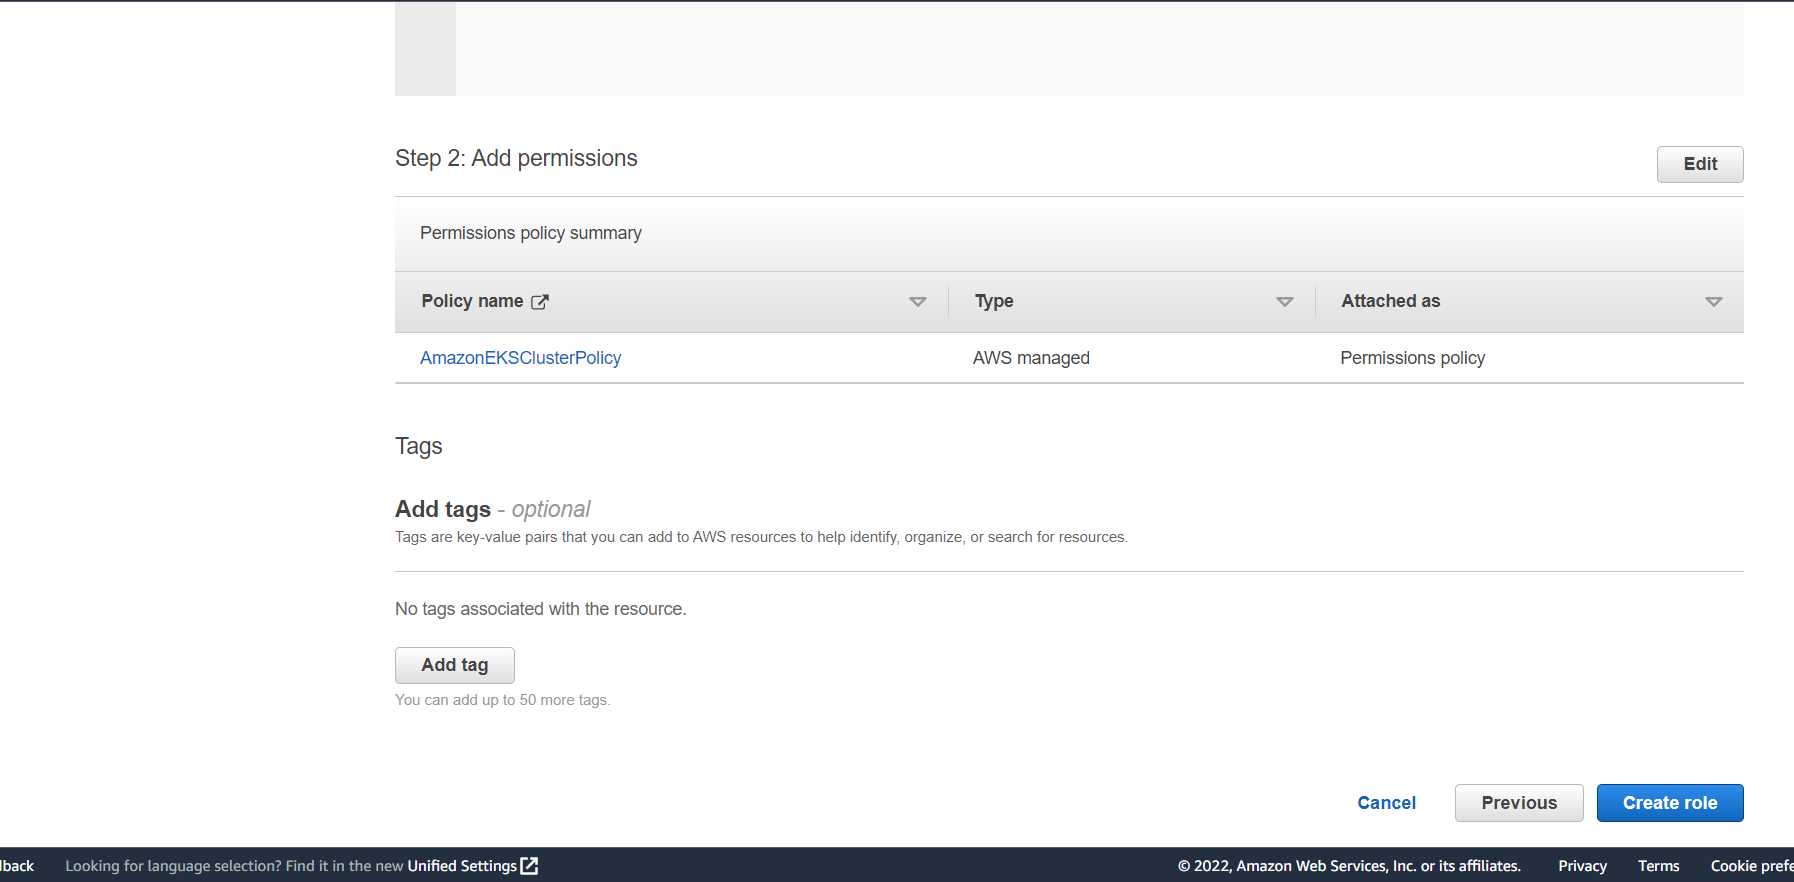 Step 2: Add permissions
Edit
Permissions policy summary
Policy name Type Attached as
AmazonEKSClusterPolicy AWS managed Permissions policy
Tags
Add tags - optional
Tags are key-value pairs that you can add to AWS resources to help identify, organize, or search for resources.
No tags associated with the resource.
Add tag
You can add up to 50 more tags.
Cancel Previous Create role
Looking for language selection? Find it in the new Unified Settings © 2022, Amazon Web Services, Inc. or its affiliates. Privacy Terms Cookie